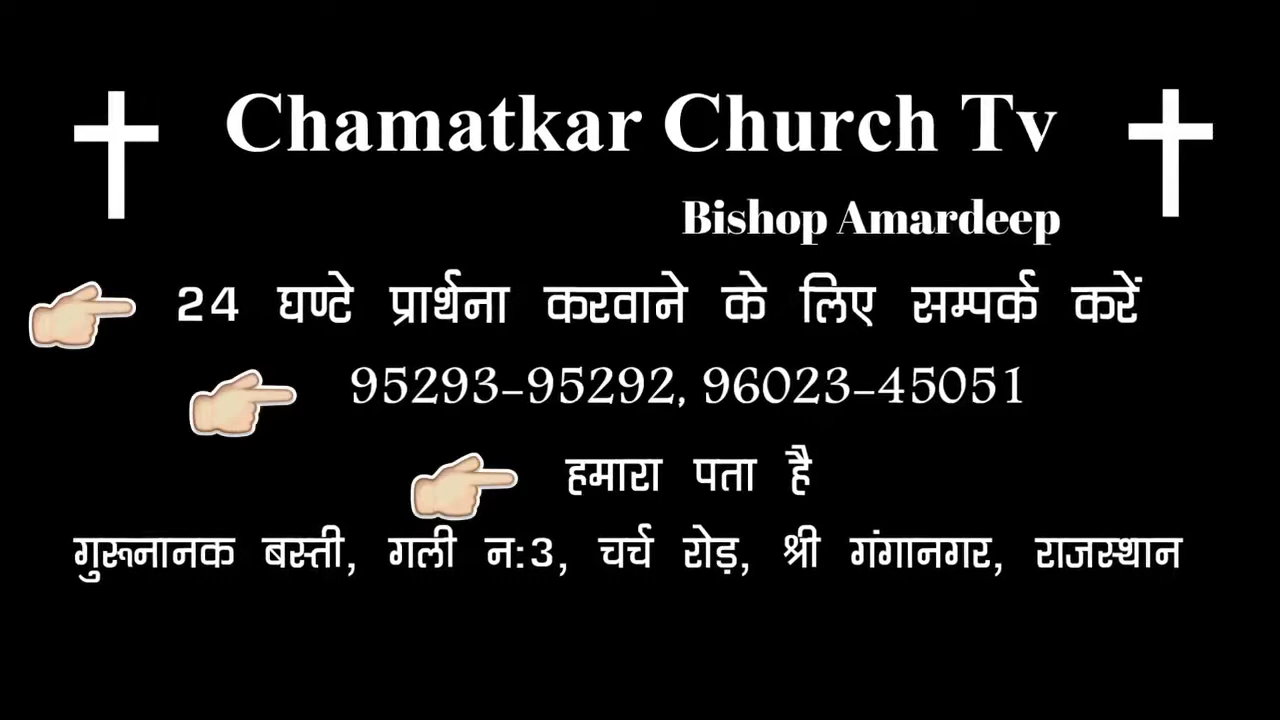 Chamatkar Church Tv
Bishop Amardeep
24 घण्टे प्रार्थना करवाने के लिए सम्पर्क करें
95293-95292, 96023-45051
हमारा पता है
गुरूनानक बस्ती, गली न:3, चर्च रोड़, श्री गंगानगर, राजस्थान